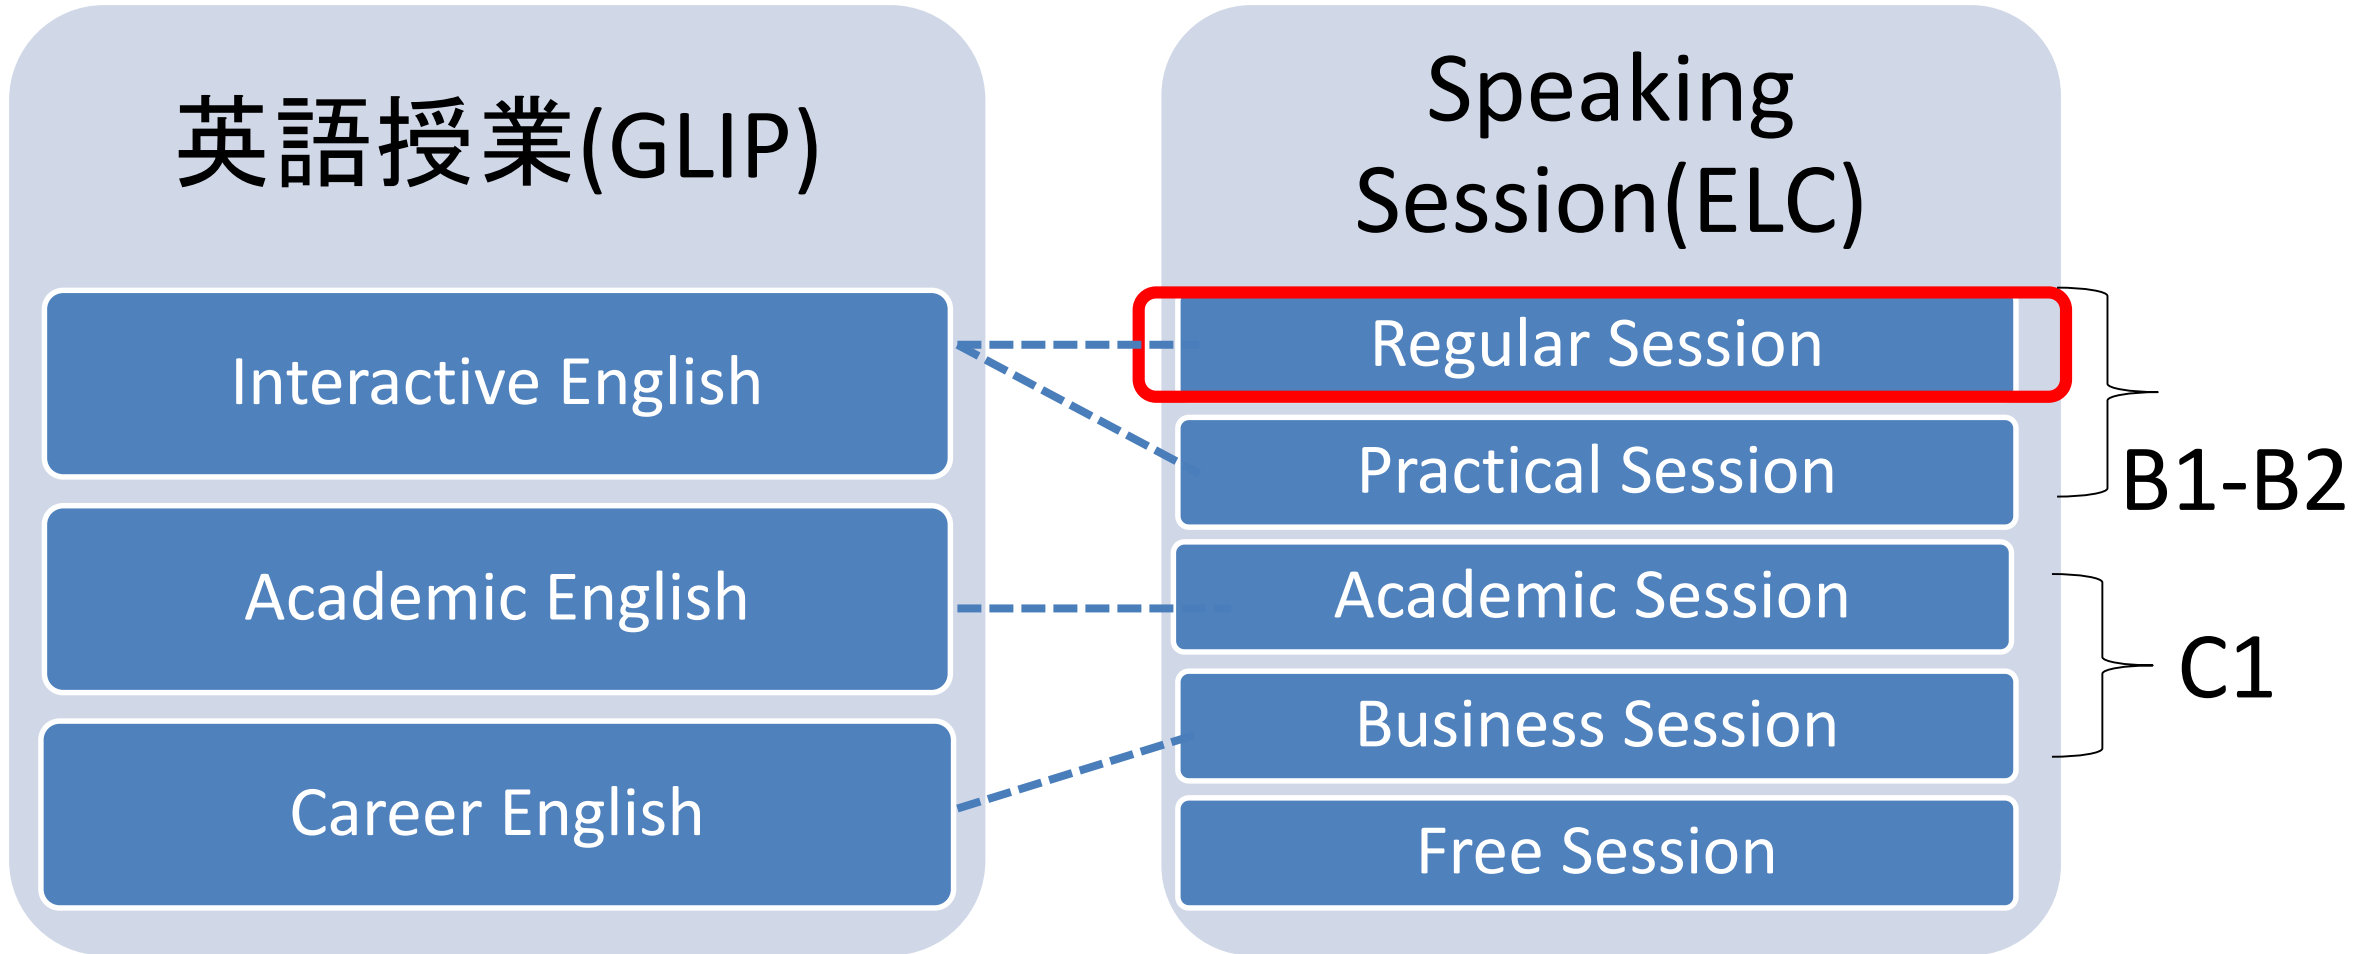 英語授業(GLIP)
Interactive English
Academic English
Career English
Speaking
Session(ELC)
Regular Session
Practical Session
Academic Session
Business Session
Free Session
B1-B2
C1